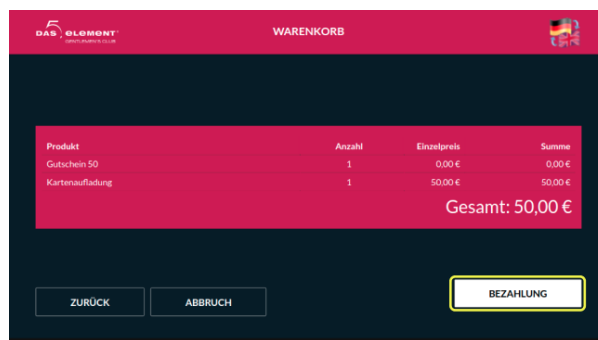 DAS 5 element
GENTLEMEN'S CLUB
WARENKORB
Produkt Anzahl Einzelpreis Summe
Gutschein 50 1 0,00 € 0,00 €
Kartenaufladung 1 50,00 € 50,00 €
Gesamt: 50,00 €
ZURÜCK
ABBRUCH
BEZAHLUNG